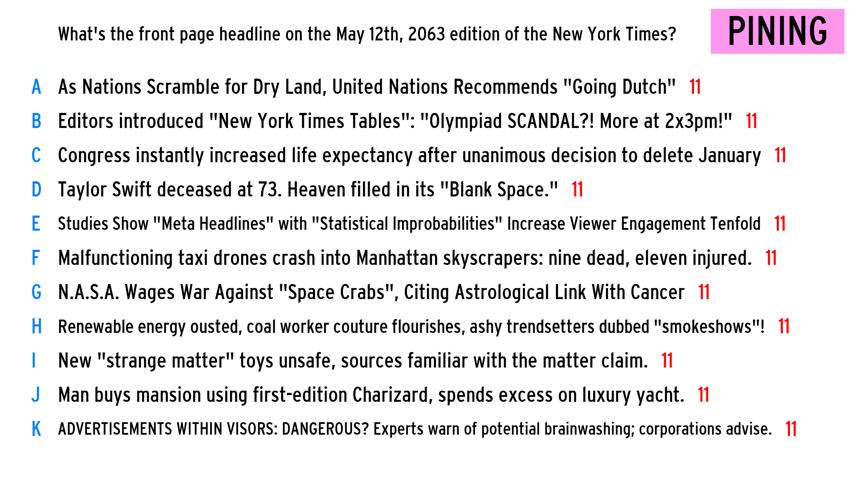 What's the front page headline on the May 12th, 2063 edition of the New York Times?
PINING
A As Nations Scramble for Dry Land, United Nations Recommends "Going Dutch" 11
B Editors introduced "New York Times Tables": "Olympiad SCANDAL?! More at 2x3pm!" 11
C Congress instantly increased life expectancy after unanimous decision to delete January 11
D Taylor Swift deceased at 73. Heaven filled in its "Blank Space." 11
E Studies Show "Meta Headlines" with "Statistical Improbabilities" Increase Viewer Engagement Tenfold 11
F Malfunctioning taxi drones crash into Manhattan skyscrapers: nine dead, eleven injured. 11
G N.A.S.A. Wages War Against "Space Crabs", Citing Astrological Link With Cancer 11
H Renewable energy ousted, coal worker couture flourishes, ashy trendsetters dubbed "smokeshows"! 11
I New "strange matter" toys unsafe, sources familiar with the matter claim. 11
J Man buys mansion using first-edition Charizard, spends excess on luxury yacht. 11
K ADVERTISEMENTS WITHIN VISORS: DANGEROUS? Experts warn of potential brainwashing; corporations advise. 11